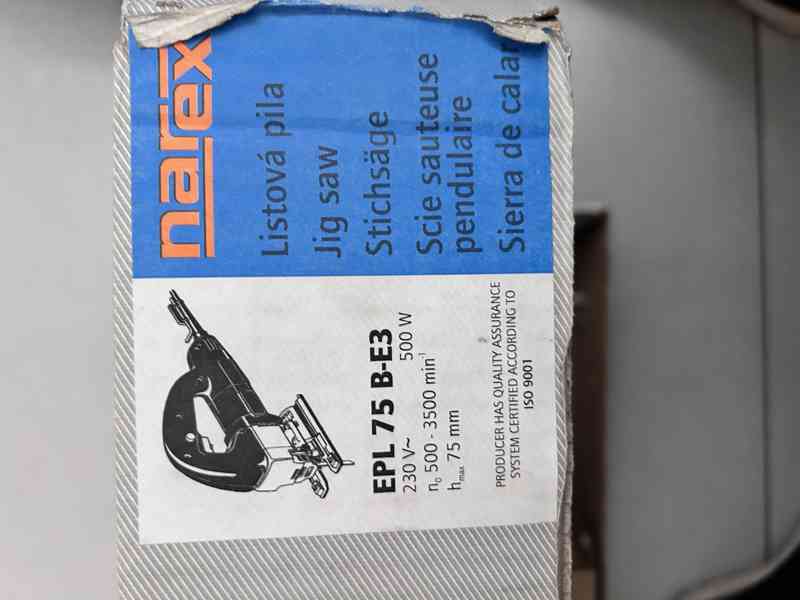 narex
Listová pila
Jig saw
Stichsäge
Scie sauteuse
pendulaire
Sierra de calar
EPL 75 B-E3
230 V~ 500 W
n₀ 500 - 3500 min⁻¹
hₘₐₓ 75 mm
PRODUCER HAS QUALITY ASSURANCE
SYSTEM CERTIFIED ACCORDING TO
ISO 9001